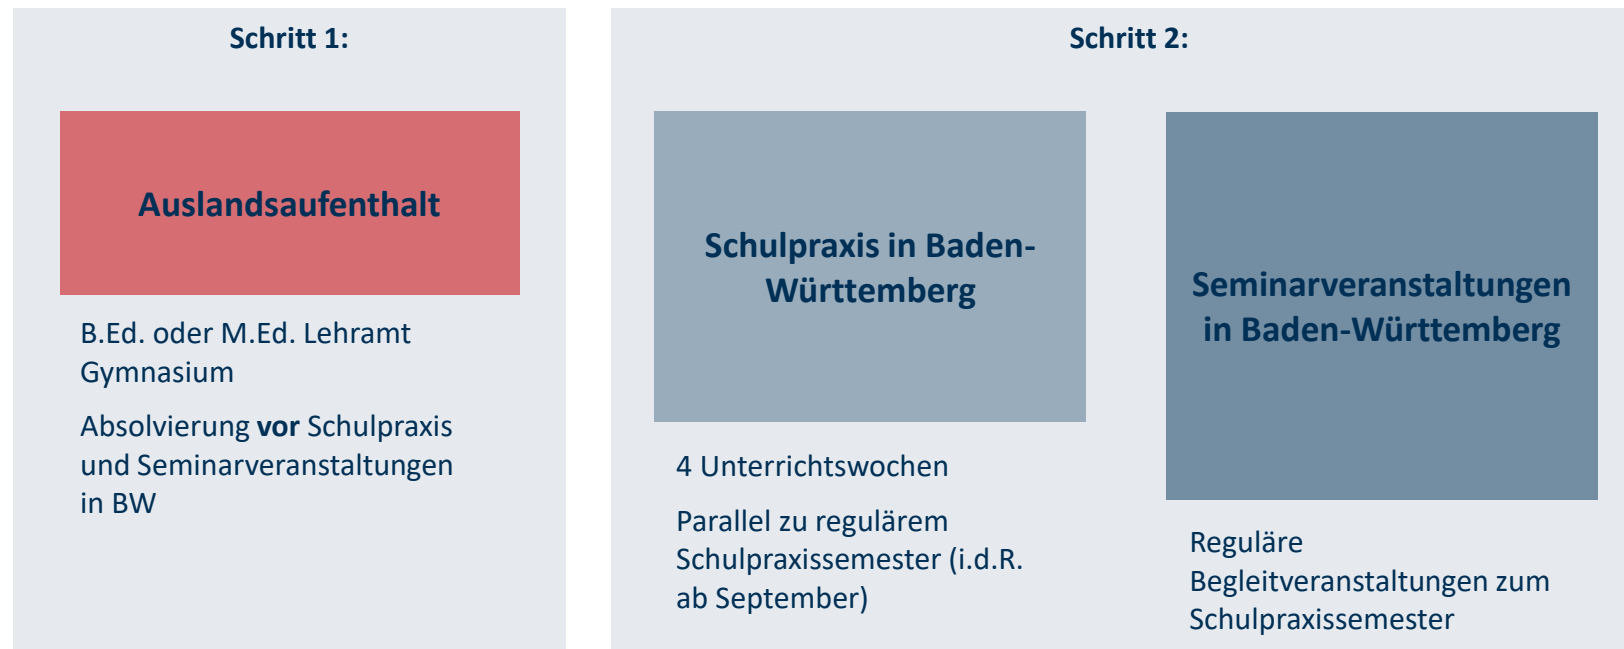 Schritt 1:
Auslandsaufenthalt
B.Ed. oder M.Ed. Lehramt
Gymnasium
Absolvierung vor Schulpraxis
und Seminarveranstaltungen
in BW
Schritt 2:
Schulpraxis in Baden-
Württemberg
4 Unterrichtswochen
Parallel zu regulärem
Schulpraxissemester (i.d.R.
ab September)
Seminarveranstaltungen
in Baden-Württemberg
Reguläre
Begleitveranstaltungen zum
Schulpraxissemester